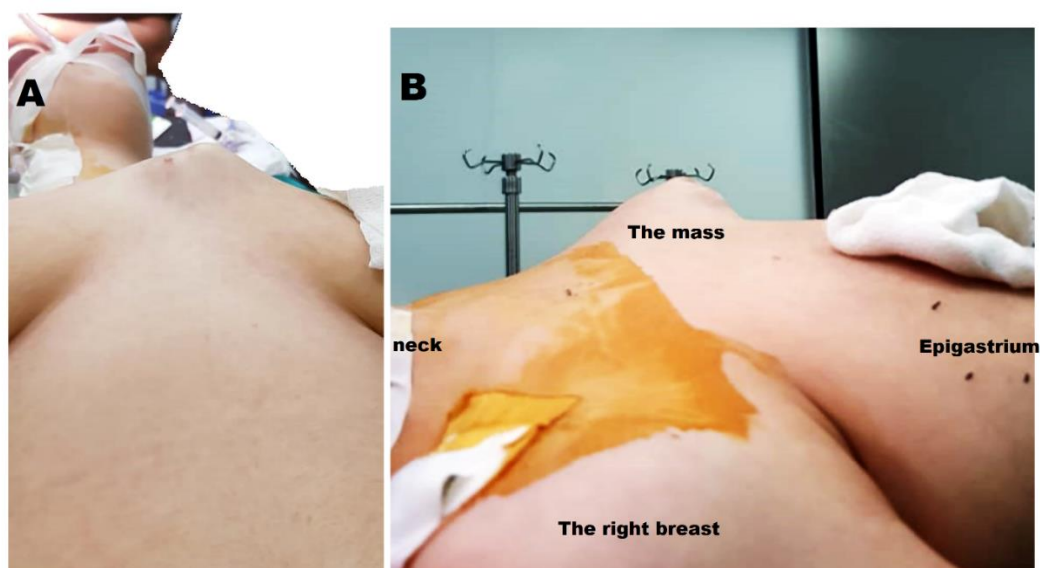 A
B
The mass
neck
Epigastrium
The right breast